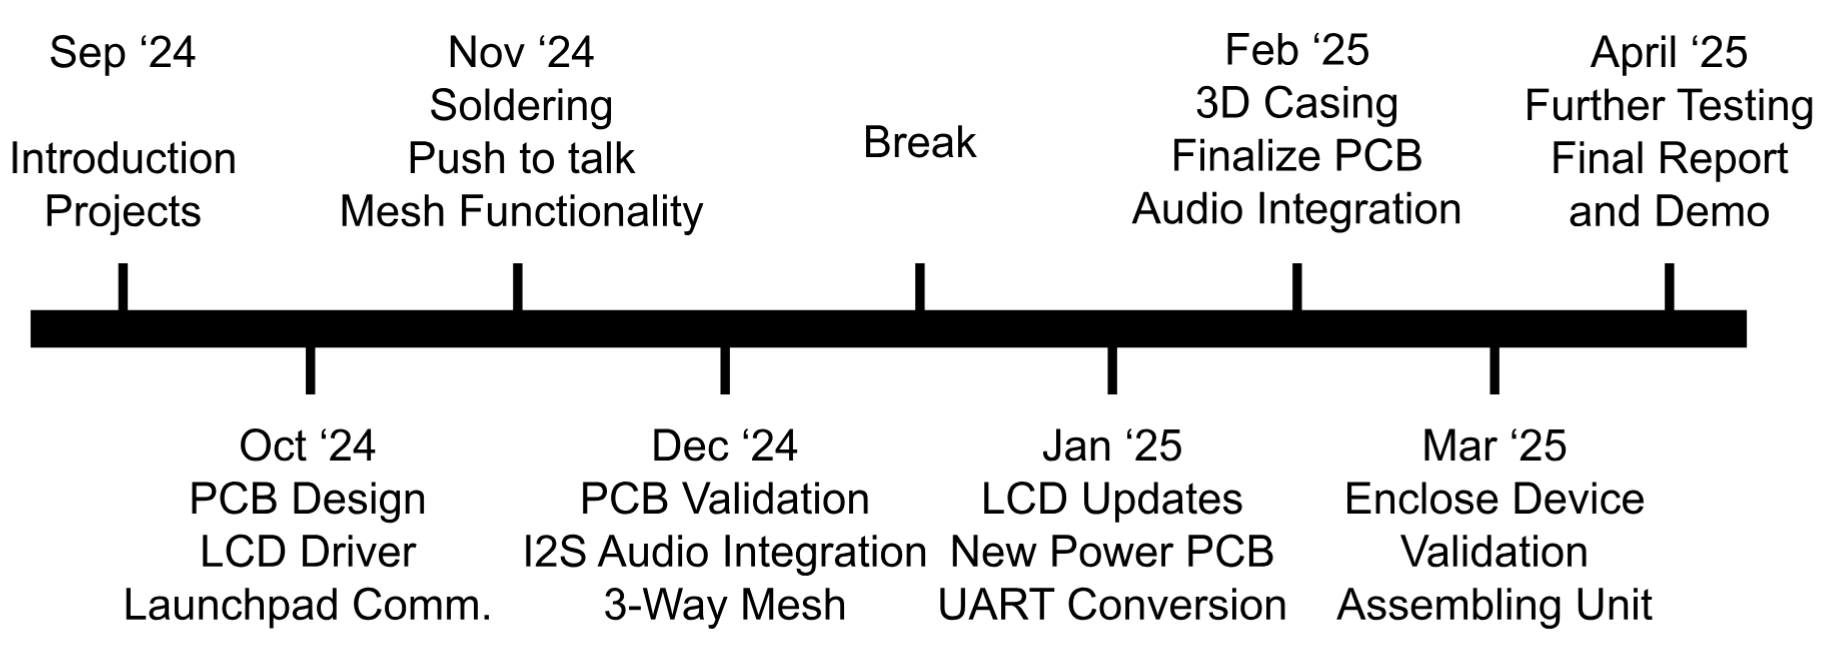 Sep ‘24
Introduction
Projects
Oct ‘24
PCB Design
LCD Driver
Launchpad Comm.
Nov ‘24
Soldering
Push to talk
Mesh Functionality
Dec ‘24
PCB Validation
I2S Audio Integration
3-Way Mesh
Break
Jan ‘25
LCD Updates
New Power PCB
UART Conversion
Feb ‘25
3D Casing
Finalize PCB
Audio Integration
Mar ‘25
Enclose Device
Validation
Assembling Unit
April ‘25
Further Testing
Final Report
and Demo